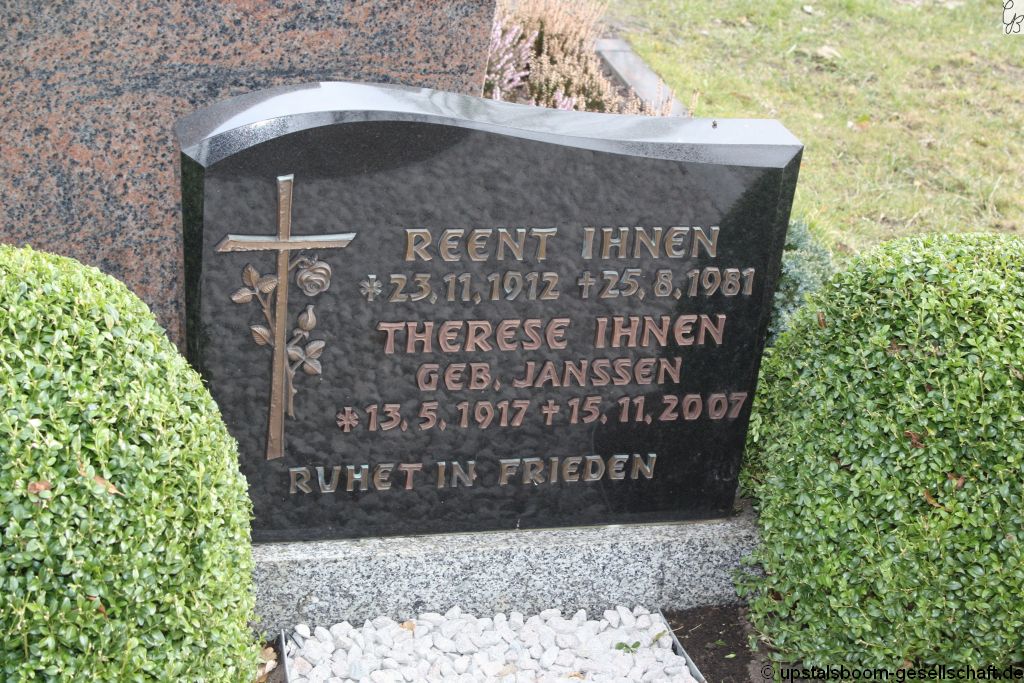 REENT IHNEN
* 23.11.1912 † 25.8.1981
THERESE IHNEN
GEB. JANSSEN
* 13.5.1917 † 15.11.2007
RUHET IN FRIEDEN
GB
© upstalsboom-gesellschaft.de